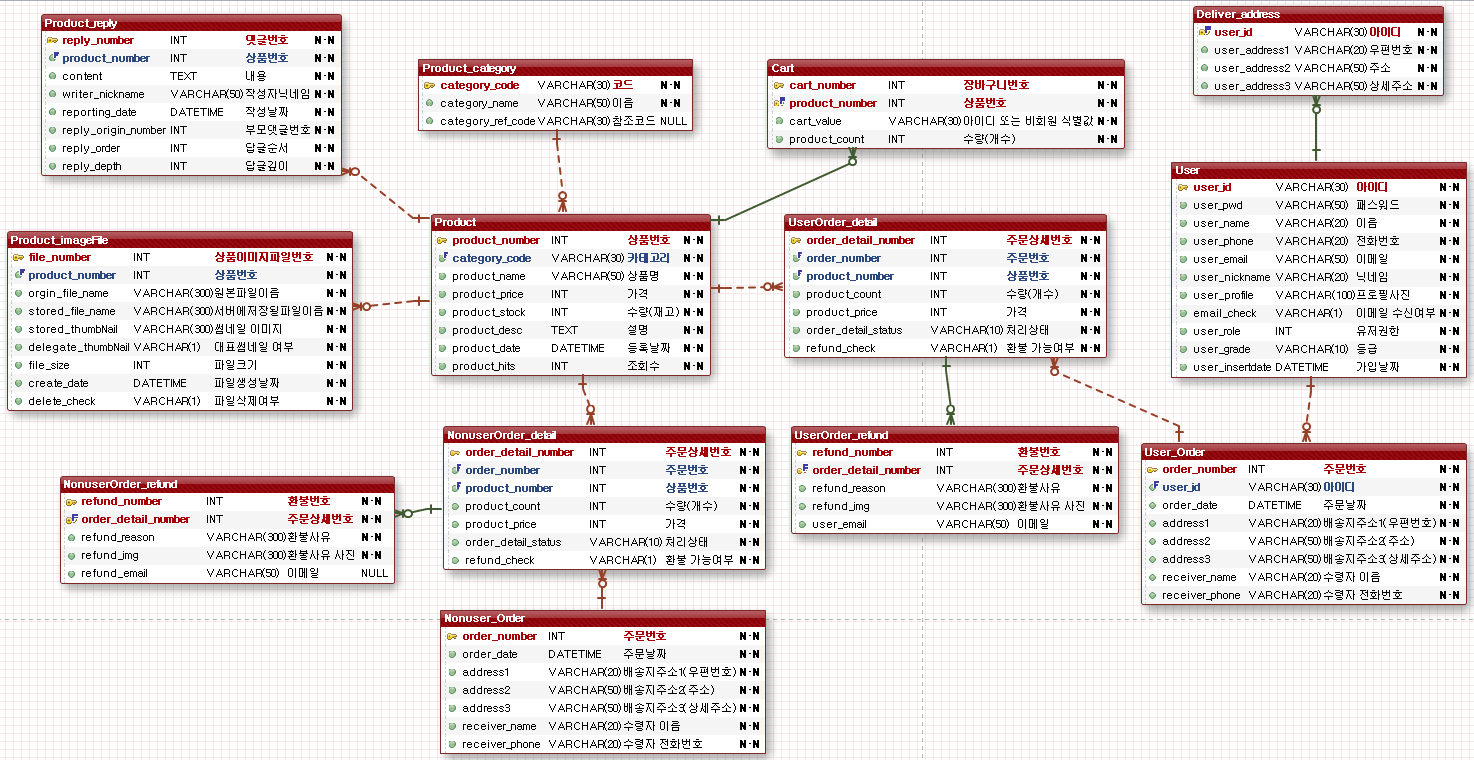 Product_reply
reply_number INT 댓글번호 N-N
product_number INT 상품번호 N-N
content TEXT 내용 N-N
writer_nickname VARCHAR(50) 작성자닉네임 N-N
reporting_date DATETIME 작성날짜 N-N
reply_origin_number INT 부모댓글번호 N-N
reply_order INT 답글순서 N-N
reply_depth INT 답글깊이 N-N
Product_category
category_code VARCHAR(30) 코드 N-N
category_name VARCHAR(50) 이름 N-N
category_ref_code VARCHAR(30) 참조코드 NULL
Cart
cart_number INT 장바구니번호 N-N
product_number INT 상품번호 N-N
cart_value VARCHAR(30) 아이디 또는 비회원 식별값 N-N
product_count INT 수량(개수) N-N
Deliver_address
user_id VARCHAR(30) 아이디 N-N
user_address1 VARCHAR(20) 우편번호 N-N
user_address2 VARCHAR(50) 주소 N-N
user_address3 VARCHAR(50) 상세주소 N-N
User
user_id VARCHAR(30) 아이디 N-N
user_pwd VARCHAR(50) 패스워드 N-N
user_name VARCHAR(20) 이름 N-N
user_phone VARCHAR(20) 전화번호 N-N
user_email VARCHAR(50) 이메일 N-N
user_nickname VARCHAR(20) 닉네임 N-N
user_profile VARCHAR(100) 프로필사진 N-N
email_check VARCHAR(1) 이메일 수신여부 N-N
user_role INT 유저권한 N-N
user_grade VARCHAR(10) 등급 N-N
user_insertdate DATETIME 가입날짜 N-N
Product_imageFile
file_number INT 상품이미지파일번호 N-N
product_number INT 상품번호 N-N
orgin_file_name VARCHAR(300) 원본파일이름 N-N
stored_file_name VARCHAR(300) 서버에저장될파일이름 N-N
stored_thumbNail VARCHAR(300) 썸네일 이미지 N-N
delegate_thumbNail VARCHAR(1) 대표썸네일 여부 N-N
file_size INT 파일크기 N-N
create_date DATETIME 파일생성날짜 N-N
delete_check VARCHAR(1) 파일삭제여부 N-N
Product
product_number INT 상품번호 N-N
category_code VARCHAR(30) 카테고리 N-N
product_name VARCHAR(50) 상품명 N-N
product_price INT 가격 N-N
product_stock INT 수량(재고) N-N
product_desc TEXT 설명 N-N
product_date DATETIME 등록날짜 N-N
product_hits INT 조회수 N-N
UserOrder_detail
order_detail_number INT 주문상세번호 N-N
order_number INT 주문번호 N-N
product_number INT 상품번호 N-N
product_count INT 수량(개수) N-N
product_price INT 가격 N-N
order_detail_status VARCHAR(10) 처리상태 N-N
refund_check VARCHAR(1) 환불 가능여부 N-N
NonuserOrder_detail
order_detail_number INT 주문상세번호 N-N
order_number INT 주문번호 N-N
product_number INT 상품번호 N-N
product_count INT 수량(개수) N-N
product_price INT 가격 N-N
order_detail_status VARCHAR(10) 처리상태 N-N
refund_check VARCHAR(1) 환불 가능여부 N-N
UserOrder_refund
refund_number INT 환불번호 N-N
order_detail_number INT 주문상세번호 N-N
refund_reason VARCHAR(300) 환불사유 N-N
refund_img VARCHAR(300) 환불사유 사진 N-N
user_email VARCHAR(50) 이메일 N-N
User_Order
order_number INT 주문번호 N-N
user_id VARCHAR(30) 아이디 N-N
order_date DATETIME 주문날짜 N-N
address1 VARCHAR(20) 배송지주소1(우편번호) N-N
address2 VARCHAR(50) 배송지주소2(주소) N-N
address3 VARCHAR(50) 배송지주소3(상세주소) N-N
receiver_name VARCHAR(20) 수령자 이름 N-N
receiver_phone VARCHAR(20) 수령자 전화번호 N-N
NonuserOrder_refund
refund_number INT 환불번호 N-N
order_detail_number INT 주문상세번호 N-N
refund_reason VARCHAR(300) 환불사유 N-N
refund_img VARCHAR(300) 환불사유 사진 N-N
refund_email VARCHAR(50) 이메일 NULL
Nonuser_Order
order_number INT 주문번호 N-N
order_date DATETIME 주문날짜 N-N
address1 VARCHAR(20) 배송지주소1(우편번호) N-N
address2 VARCHAR(50) 배송지주소2(주소) N-N
address3 VARCHAR(50) 배송지주소3(상세주소) N-N
receiver_name VARCHAR(20) 수령자 이름 N-N
receiver_phone VARCHAR(20) 수령자 전화번호 N-N